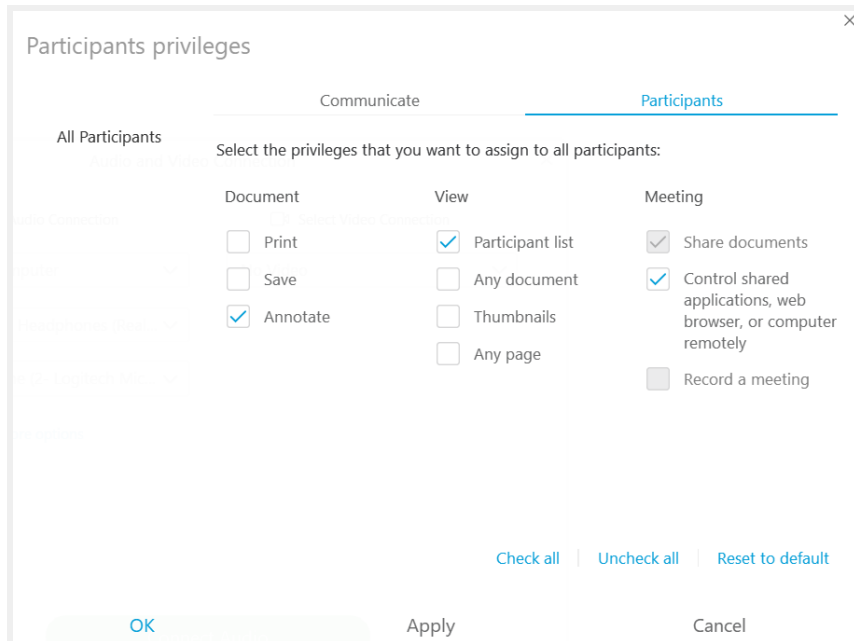 Participants privileges
Communicate
Participants
All Participants
Select the privileges that you want to assign to all participants:
Document
View
Meeting
Print
Participant list
Share documents
Save
Any document
Control shared
applications, web
browser, or computer
remotely
Annotate
Thumbnails
Any page
Record a meeting
Check all
Uncheck all
Reset to default
OK
Apply
Cancel